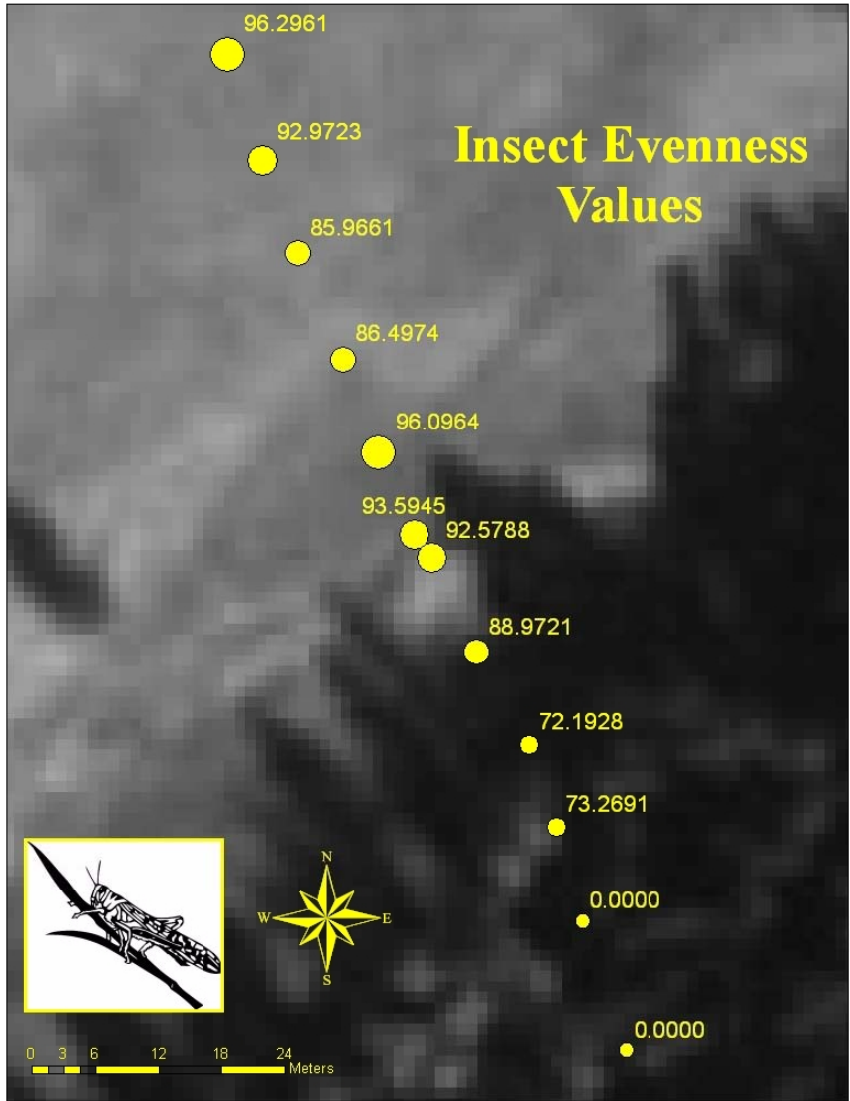 96.2961
92.9723
Insect Evenness
Values
85.9661
86.4974
96.0964
93.5945
92.5788
88.9721
72.1928
73.2691
0.0000
0.0000
N
W E
S
0 3 6 12 18 24
Meters